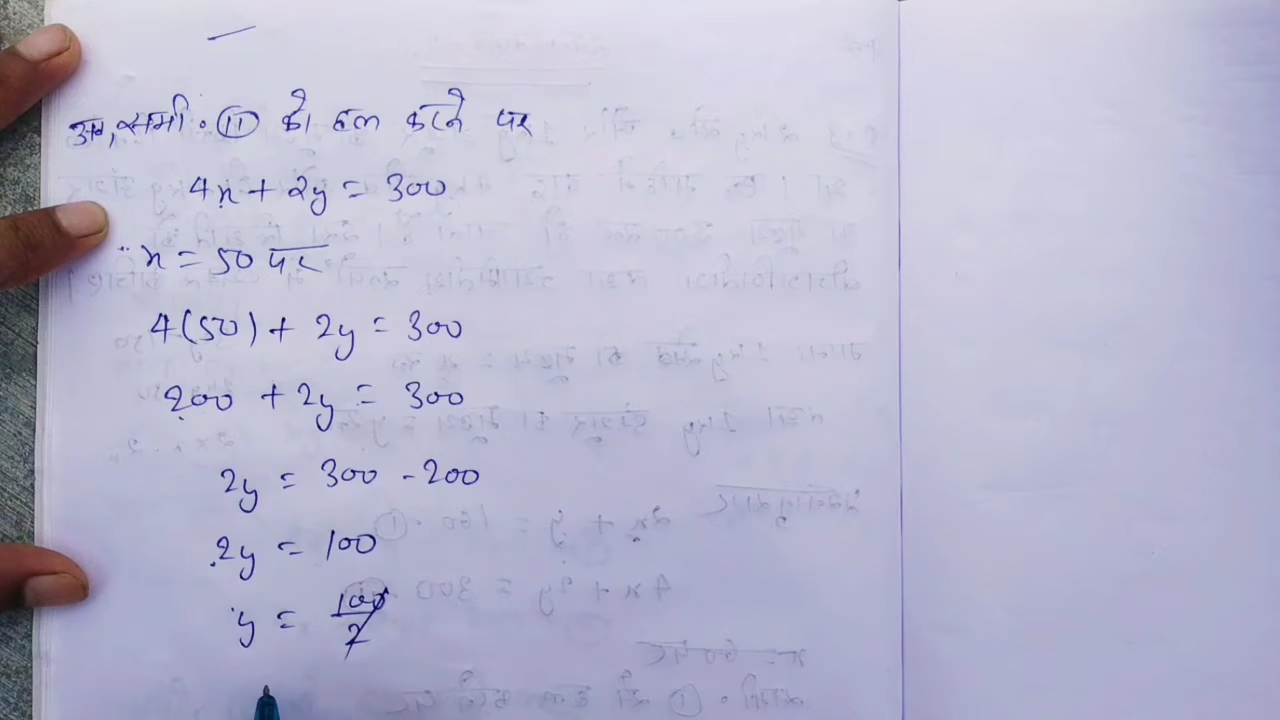 अब, समी. (11) को हल करने पर
4x + 2y = 300
x = 50 पर
4(50) + 2y = 300
200 + 2y = 300
2y = 300 - 200
2y = 100
y = 100/2